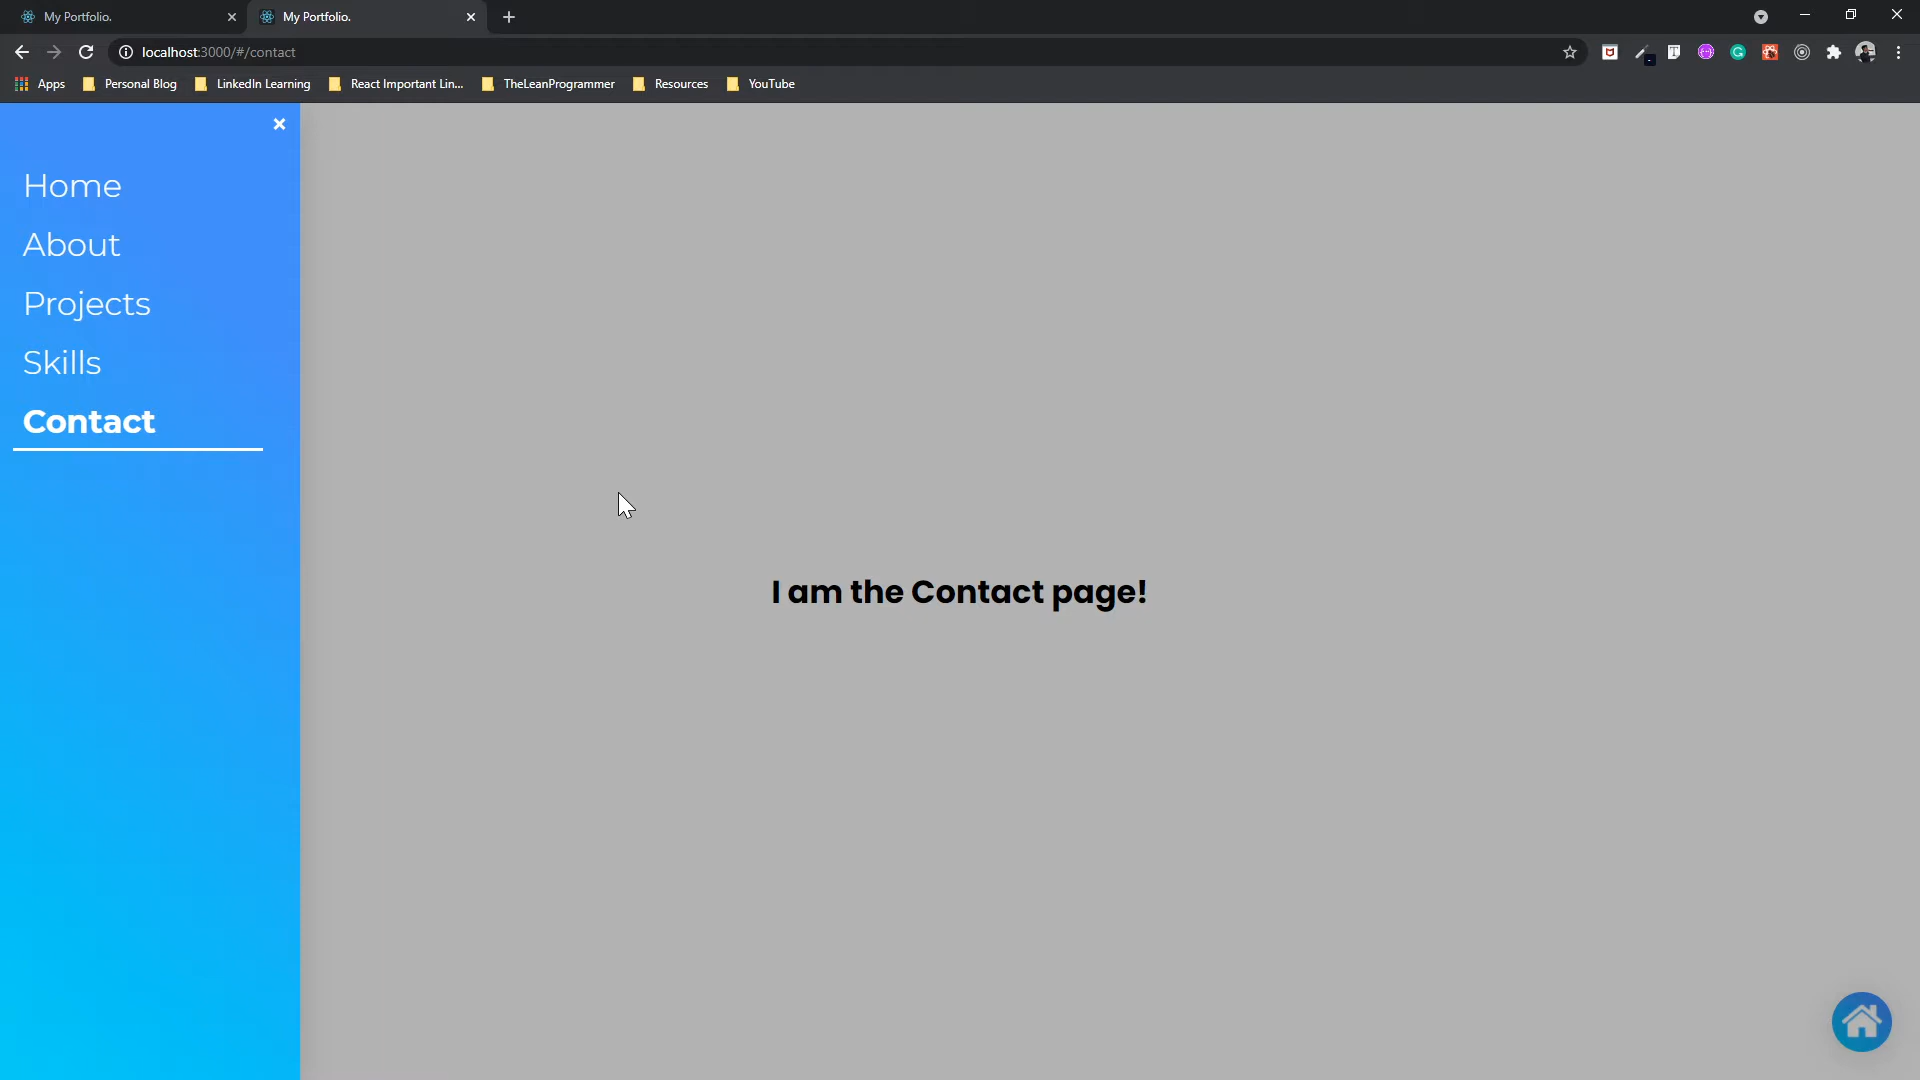 My Portfolio.
My Portfolio.
localhost:3000/#/contact
Apps
Personal Blog
LinkedIn Learning
React Important Lin...
TheLeanProgrammer
Resources
YouTube
Home
About
Projects
Skills
Contact
I am the Contact page!